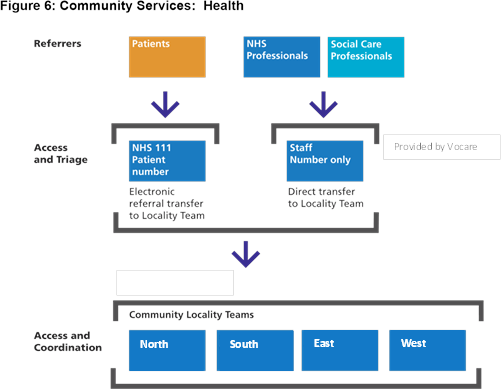 Figure 6: Community Services:  Health
Referrers
Patients
NHS
Professionals
Social Care
Professionals
Access
and Triage
NHS 111
Patient
number
Staff
Number only
Provided by Vocare
Electronic
referral transfer
to Locality Team
Direct transfer
to Locality Team
Community Locality Teams
Access and
Coordination
North
South
East
West